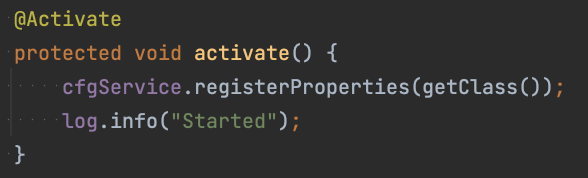 @Activate
protected void activate() {
    cfgService.registerProperties(getClass());
    log.info("Started");
}